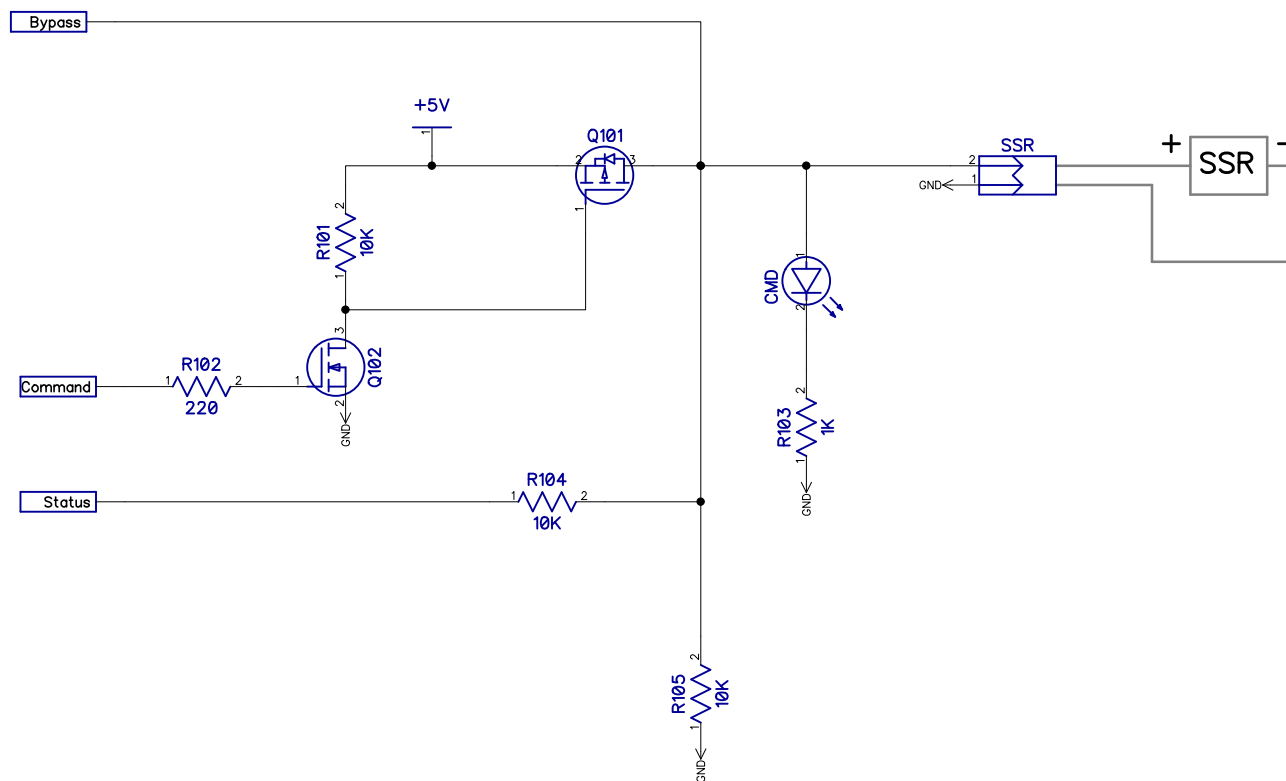 Bypass
+5V
1
Q101
2
3
1
SSR
2
1
GND
+
SSR
-
2
R101
10K
1
1
CMD
2
3
Q102
1
2
GND
Command
R102
1
2
220
2
R103
1K
1
GND
Status
R104
1
2
10K
2
R105
10K
1
GND